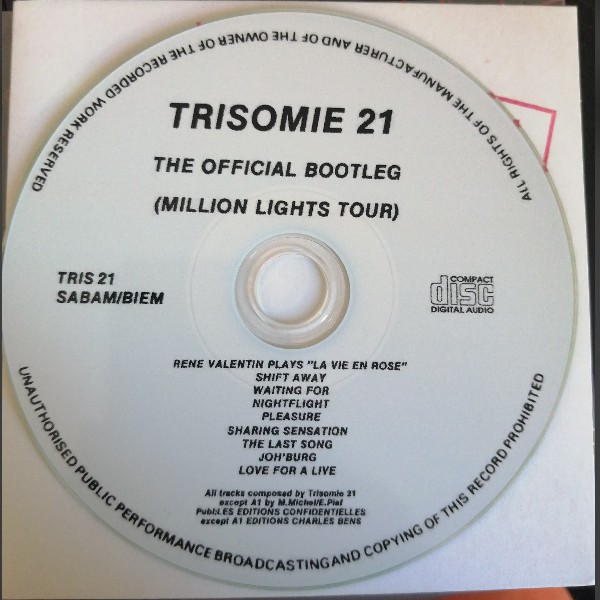 ALL RIGHTS OF THE MANUFACTURER AND OF THE OWNER OF THE RECORDED WORK RESERVED
TRISOMIE 21
THE OFFICIAL BOOTLEG
(MILLION LIGHTS TOUR)
TRIS 21
SABAM/BIEM
COMPACT
disc
DIGITAL AUDIO
RENE VALENTIN PLAYS "LA VIE EN ROSE"
SHIFT AWAY
WAITING FOR
NIGHTFLIGHT
PLEASURE
SHARING SENSATION
THE LAST SONG
JOH'BURG
LOVE FOR A LIVE
All tracks composed by Trisomie 21
except A1 by M.Michel/E.Piaf
Publ:LES EDITIONS CONFIDENTIELLES
except A1 EDITIONS CHARLES BENS
UNAUTHORISED PUBLIC PERFORMANCE BROADCASTING AND COPYING OF THIS RECORD PROHIBITED